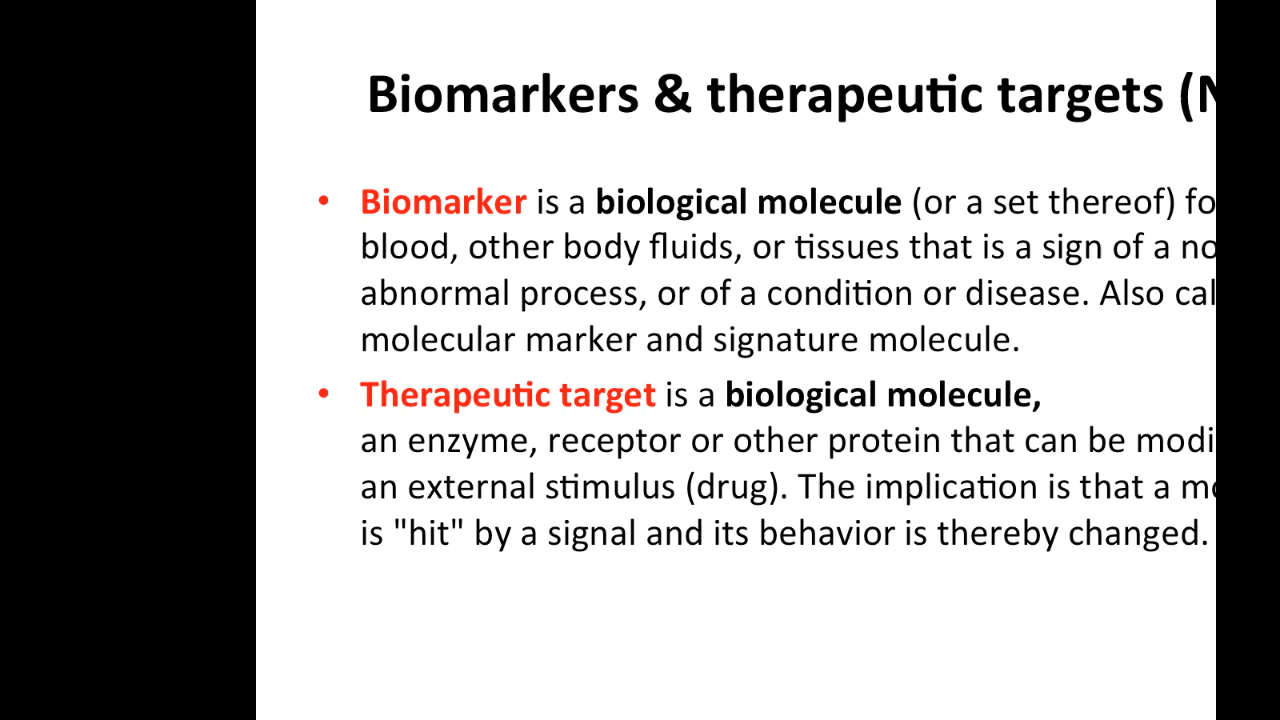 Biomarkers & therapeutic targets (
• Biomarker is a biological molecule (or a set thereof)
blood, other body fluids, or tissues that is a sign of a
abnormal process, or of a condition or disease. Also
molecular marker and signature molecule.
• Therapeutic target is a biological molecule,
an enzyme, receptor or other protein that can be
an external stimulus (drug). The implication is that a
is "hit" by a signal and its behavior is thereby changed.